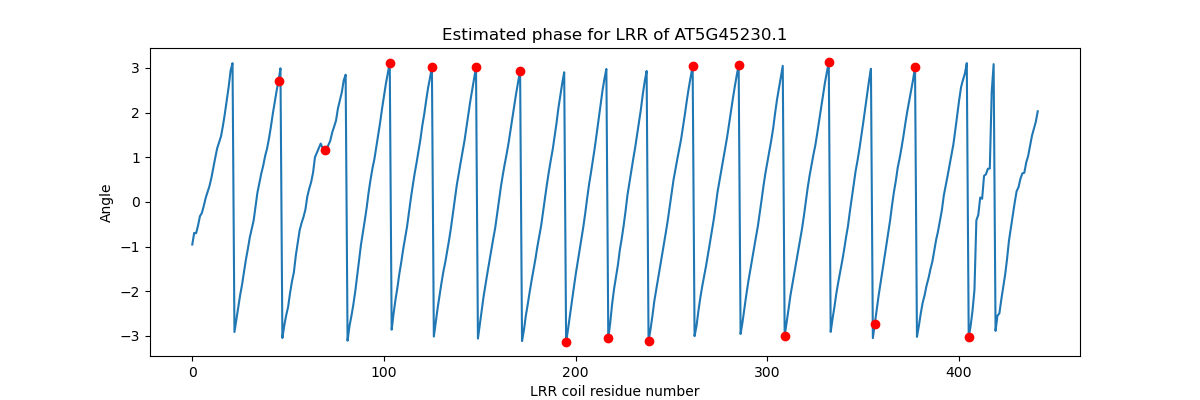 Estimated phase for LRR of AT5G45230.1
3
2
1
0
−1
−2
−3
Angle
0 100 200 300 400
LRR coil residue number